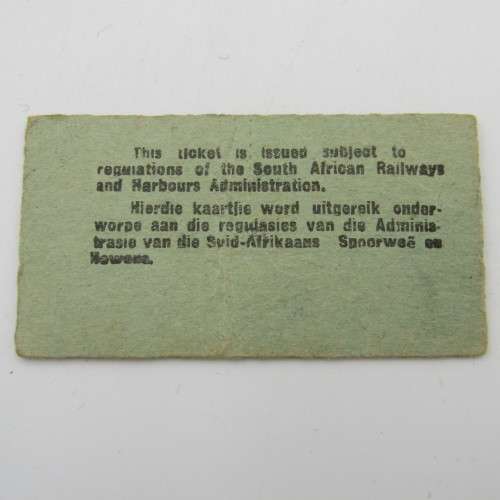 This ticket is issued subject to
regulations of the South African Railways
and Harbours Administration.
Hierdie kaartjie word uitgereik onder-
worpe aan die regulasies van die Adminis-
trasie van die Suid-Afrikaans Spoorweë en
Hawens.